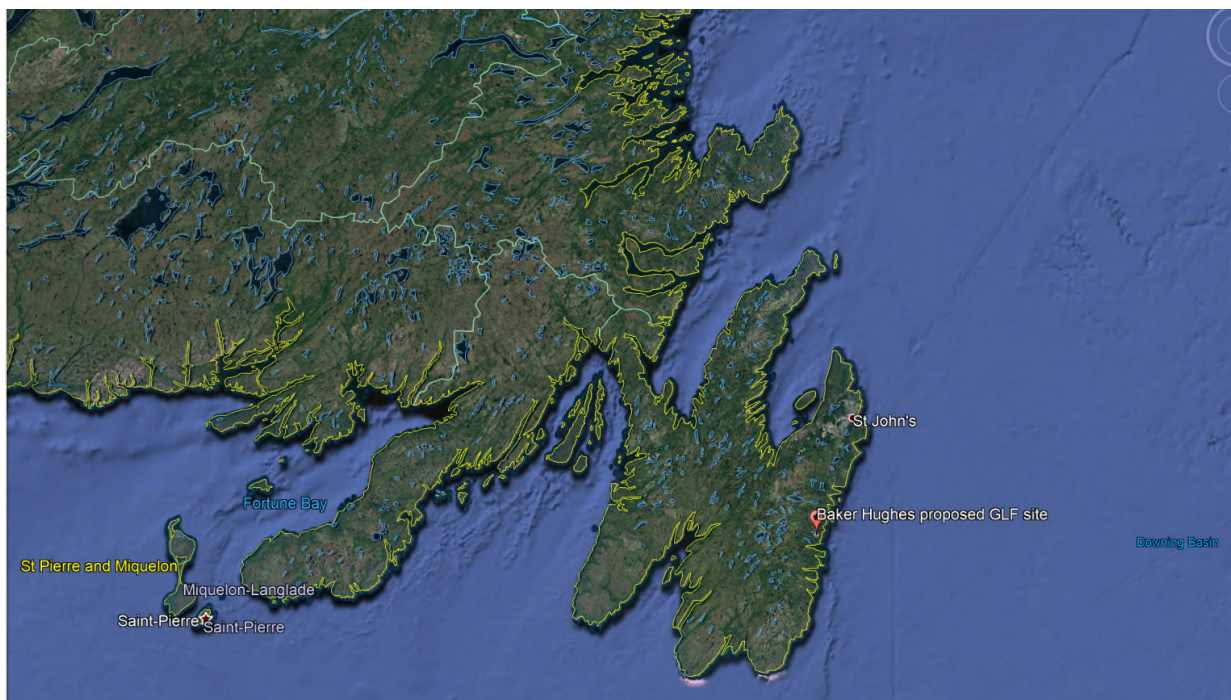 St John's
Baker Hughes proposed GLF site
Fortune Bay
Downing Basin
St Pierre and Miquelon
Miquelon-Langlade
Saint-Pierre
Saint-Pierre